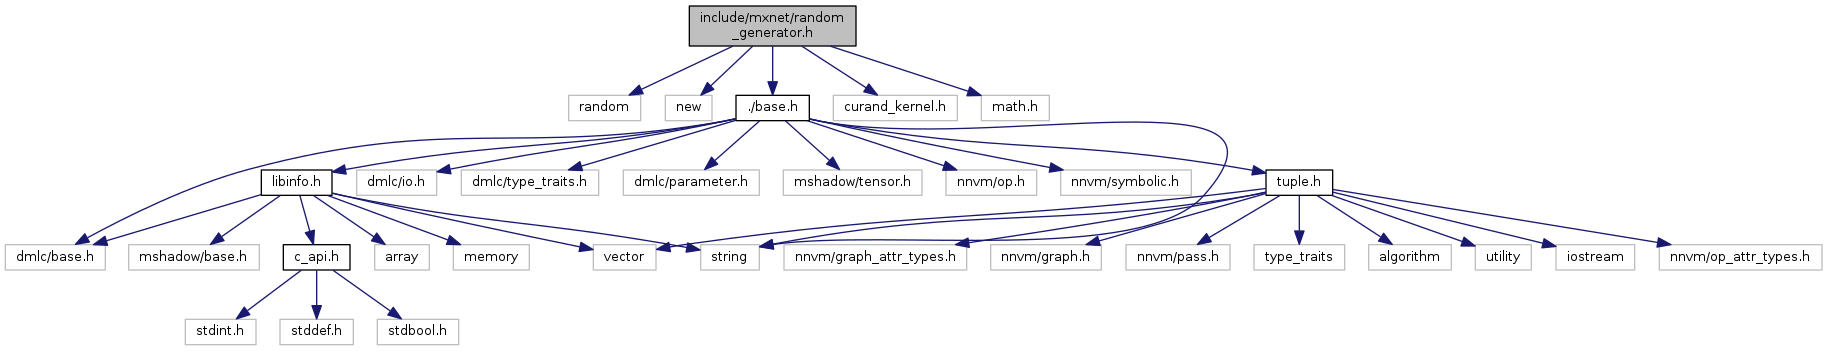 include/mxnet/random
_generator.h
random
new
./base.h
curand_kernel.h
math.h
libinfo.h
dmlc/io.h
dmlc/type_traits.h
dmlc/parameter.h
mshadow/tensor.h
nnvm/op.h
nnvm/symbolic.h
tuple.h
dmlc/base.h
mshadow/base.h
c_api.h
array
memory
vector
string
nnvm/graph_attr_types.h
nnvm/graph.h
nnvm/pass.h
type_traits
algorithm
utility
iostream
nnvm/op_attr_types.h
stdint.h
stddef.h
stdbool.h